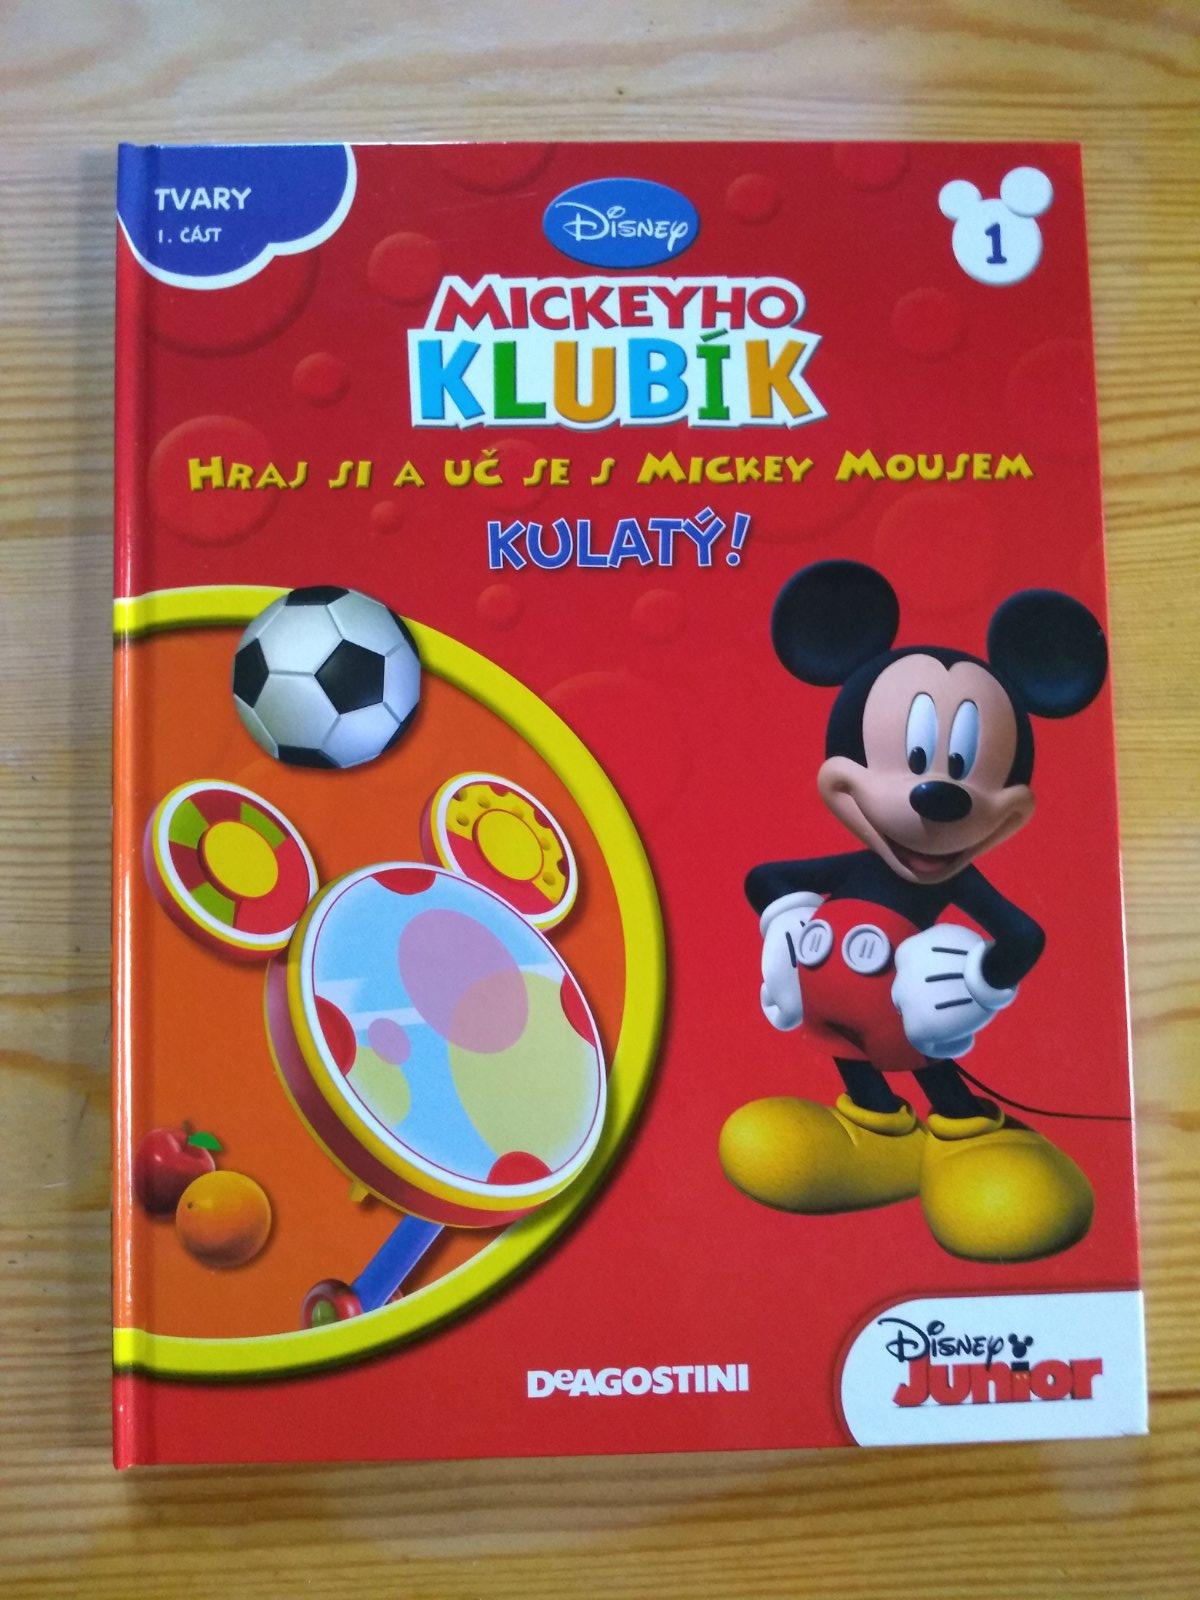 TVARY
1. ČÁST
DISNEY
1
MICKEYHO
KLUBÍK
HRAJ SI A UČ SE S MICKEY MOUSEM
KULATÝ!
DeAGOSTINI
DISNEY
Junior